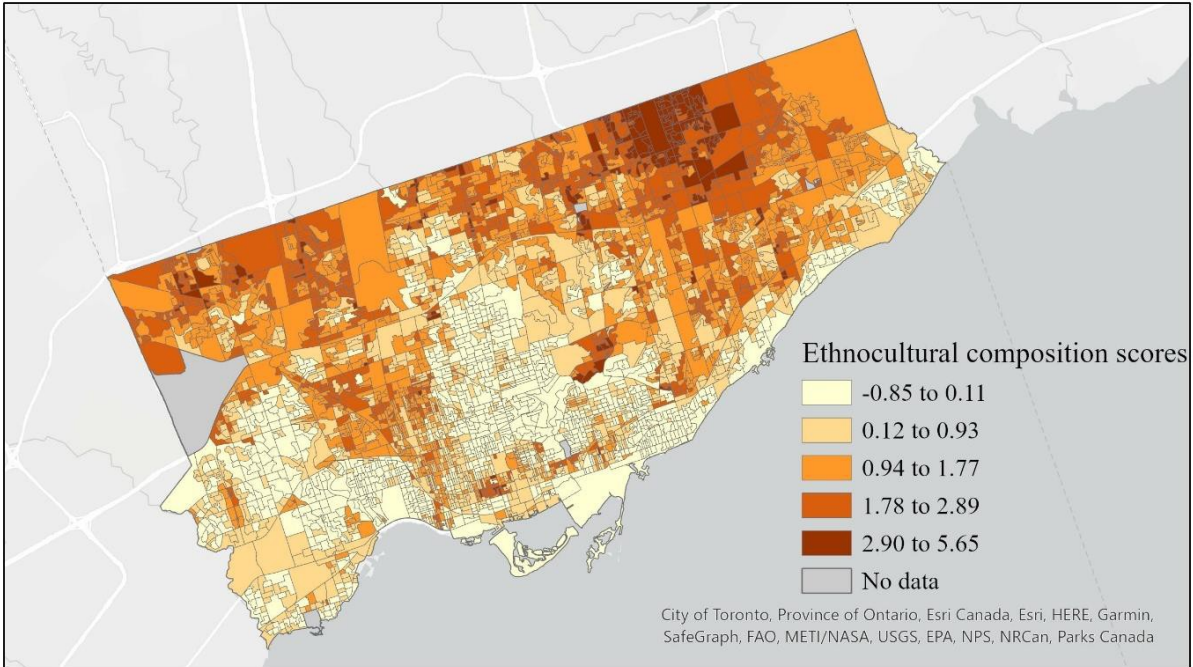 Ethnocultural composition scores
-0.85 to 0.11
0.12 to 0.93
0.94 to 1.77
1.78 to 2.89
2.90 to 5.65
No data
City of Toronto, Province of Ontario, Esri Canada, Esri, HERE, Garmin,
SafeGraph, FAO, METI/NASA, USGS, EPA, NPS, NRCan, Parks Canada